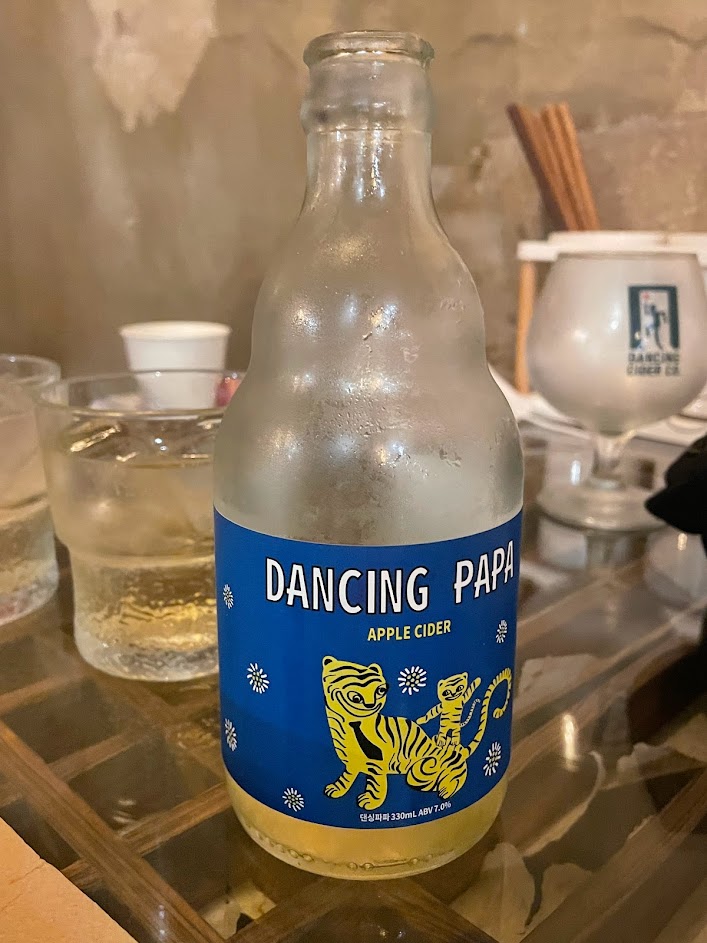 DANCING PAPA
APPLE CIDER
댄싱파파 330mL ABV 7.0%
DANCING
CIDER CO.